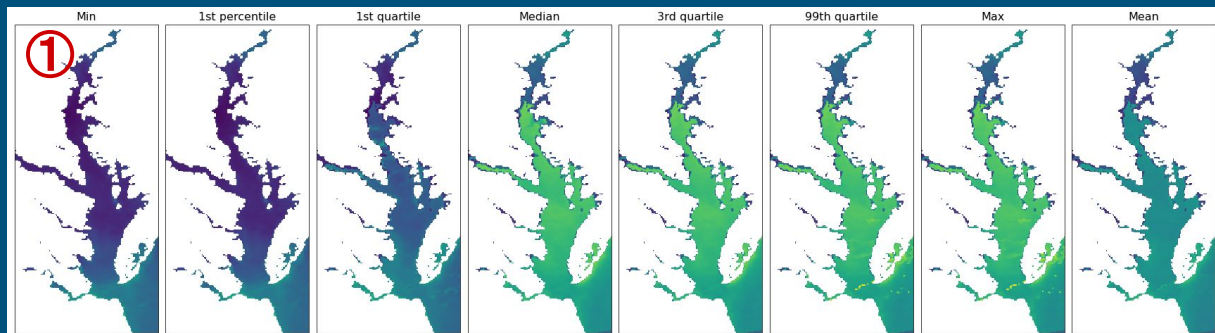 Min
1st percentile
1st quartile
Median
3rd quartile
99th quartile
Max
Mean
①